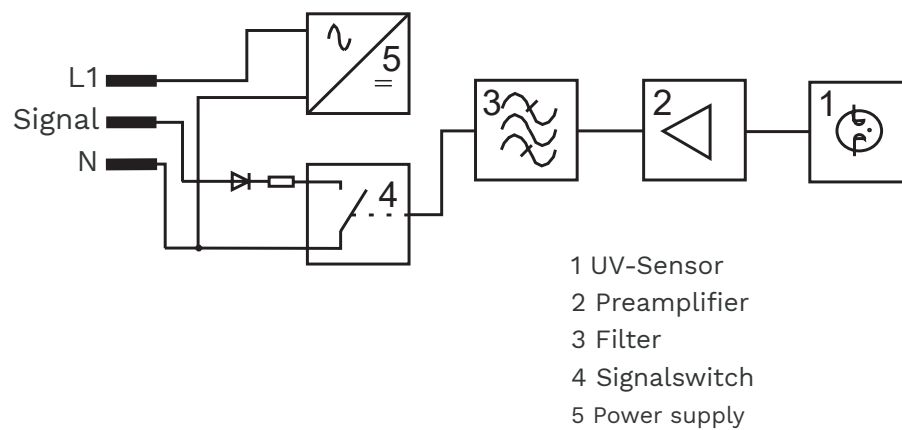 L1
Signal
N
5
4
3
2
1
1 UV-Sensor
2 Preamplifier
3 Filter
4 Signalswitch
5 Power supply